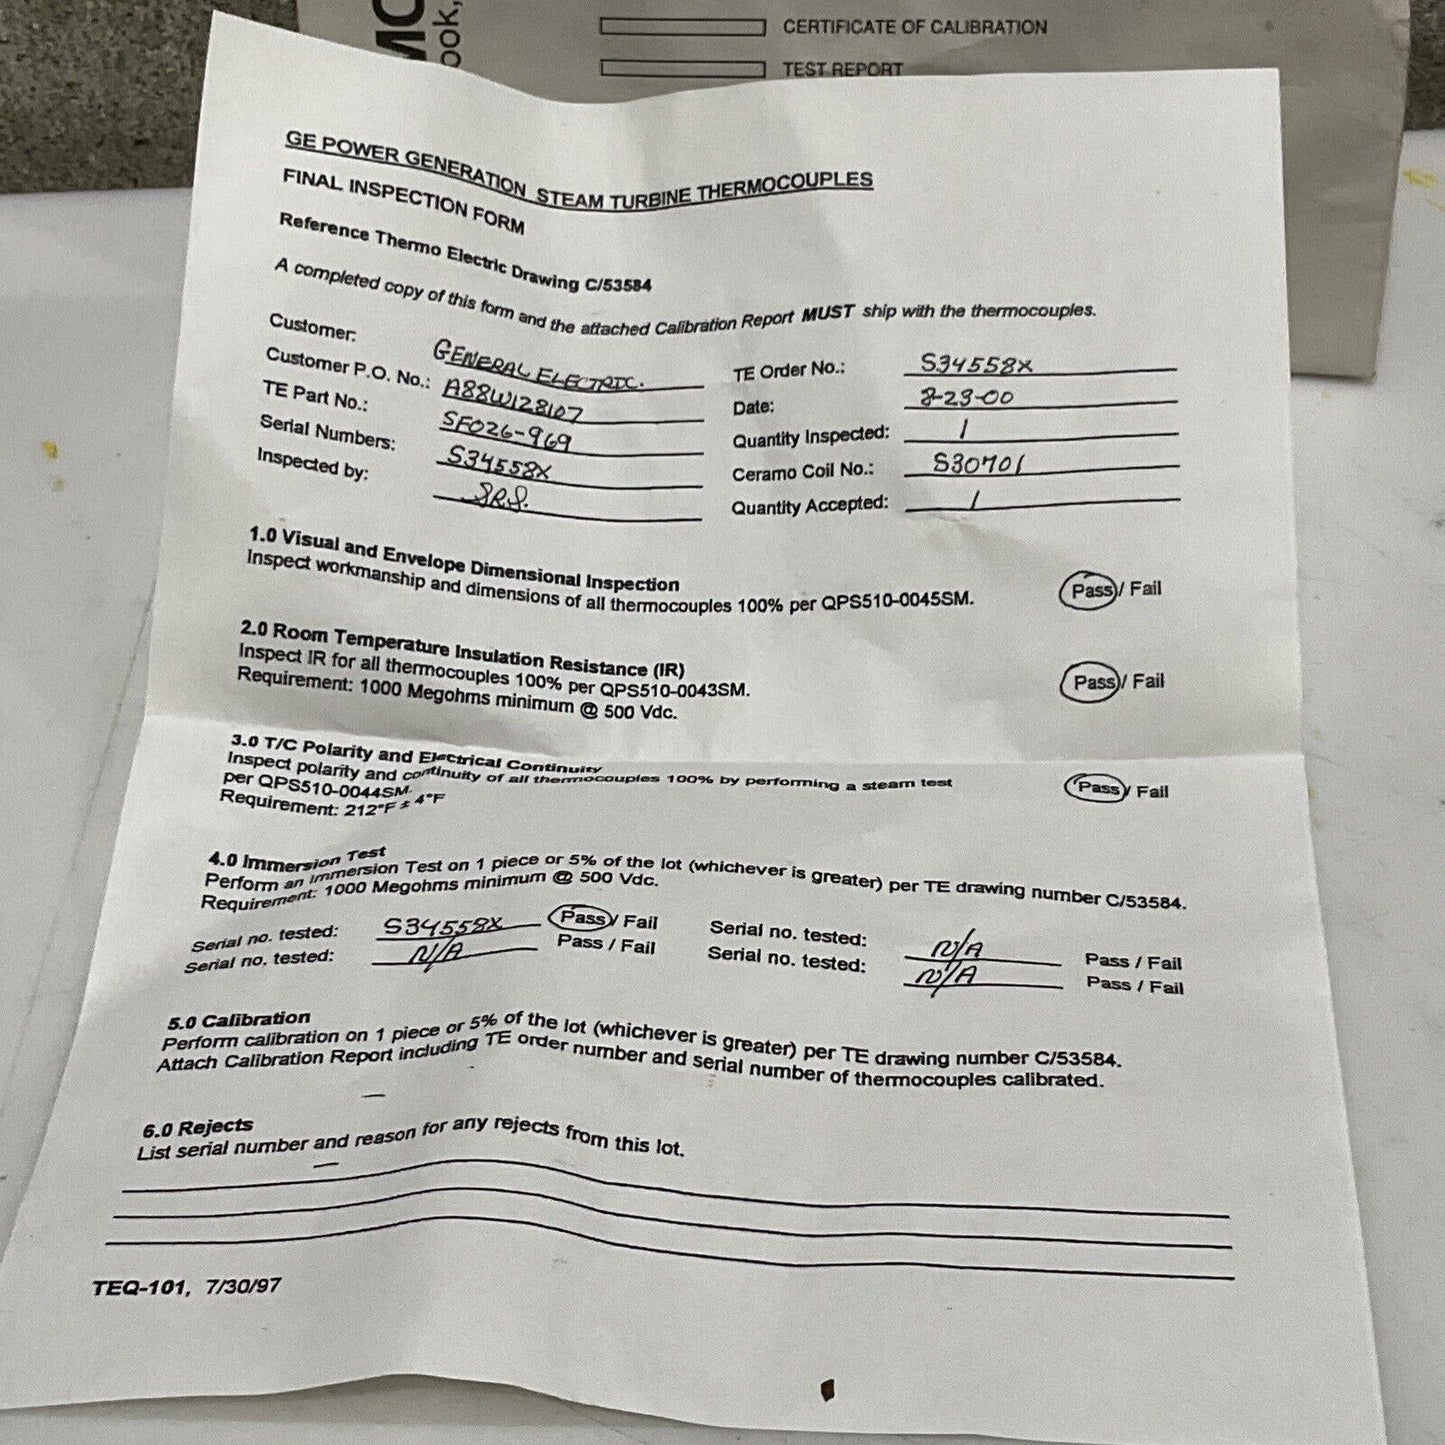 MO
ook,
CERTIFICATE OF CALIBRATION
TEST REPORT
GE POWER GENERATION STEAM TURBINE THERMOCOUPLES
FINAL INSPECTION FORM
Reference Thermo Electric Drawing C/53584
A completed copy of this form and the attached Calibration Report MUST ship with the thermocouples.
Customer: GENERAL ELECTRIC. TE Order No.: S34558X
Customer P.O. No.: A88W128107 Date: 8-23-00
TE Part No.: SF026-969 Quantity Inspected: 1
Serial Numbers: S34558X Ceramo Coil No.: S30701
Inspected by: Quantity Accepted: 1
1.0 Visual and Envelope Dimensional Inspection
Inspect workmanship and dimensions of all thermocouples 100% per QPS510-0045SM. Pass / Fail
2.0 Room Temperature Insulation Resistance (IR)
Inspect IR for all thermocouples 100% per QPS510-0043SM. Pass / Fail
Requirement: 1000 Megohms minimum @ 500 Vdc.
3.0 T/C Polarity and Electrical Continuity
Inspect polarity and continuity of all thermocouples 100% by performing a steam test Pass / Fail
per QPS510-0044SM.
Requirement: 212°F ± 4°F
4.0 Immersion Test
Perform an Immersion Test on 1 piece or 5% of the lot (whichever is greater) per TE drawing number C/53584.
Requirement: 1000 Megohms minimum @ 500 Vdc.
Serial no. tested: S34558X Pass / Fail Serial no. tested: N/A Pass / Fail
Serial no. tested: N/A Pass / Fail Serial no. tested: N/A Pass / Fail
5.0 Calibration
Perform calibration on 1 piece or 5% of the lot (whichever is greater) per TE drawing number C/53584.
Attach Calibration Report including TE order number and serial number of thermocouples calibrated.
6.0 Rejects
List serial number and reason for any rejects from this lot.
TEQ-101, 7/30/97